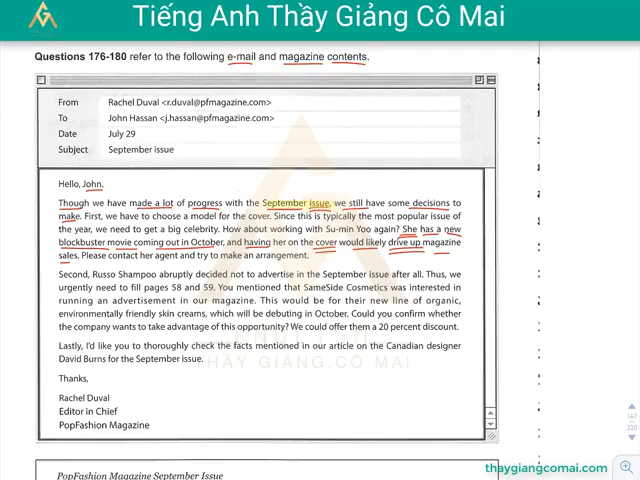 Tiếng Anh Thầy Giảng Cô Mai
Questions 176-180 refer to the following e-mail and magazine contents.
From Rachel Duval <r.duval@pfmagazine.com>
To John Hassan <j.hassan@pfmagazine.com>
Date July 29
Subject September issue
Hello, John.
Though we have made a lot of progress with the September issue, we still have some decisions to
make. First, we have to choose a model for the cover. Since this is typically the most popular issue of
the year, we need to get a big celebrity. How about working with Su-min Yoo again? She has a new
blockbuster movie coming out in October, and having her on the cover would likely drive up magazine
sales. Please contact her agent and try to make an arrangement.
Second, Russo Shampoo abruptly decided not to advertise in the September issue after all. Thus, we
urgently need to fill pages 58 and 59. You mentioned that SameSide Cosmetics was interested in
running an advertisement in our magazine. This would be for their new line of organic,
environmentally friendly skin creams, which will be debuting in October. Could you confirm whether
the company wants to take advantage of this opportunity? We could offer them a 20 percent discount.
Lastly, I'd like you to thoroughly check the facts mentioned in our article on the Canadian designer
David Burns for the September issue.
THẦY GIẢNG.CÔ MAI
Thanks,
Rachel Duval
Editor in Chief
PopFashion Magazine
PopFashion Magazine September Issue
167
220
thaygiangcomai.com